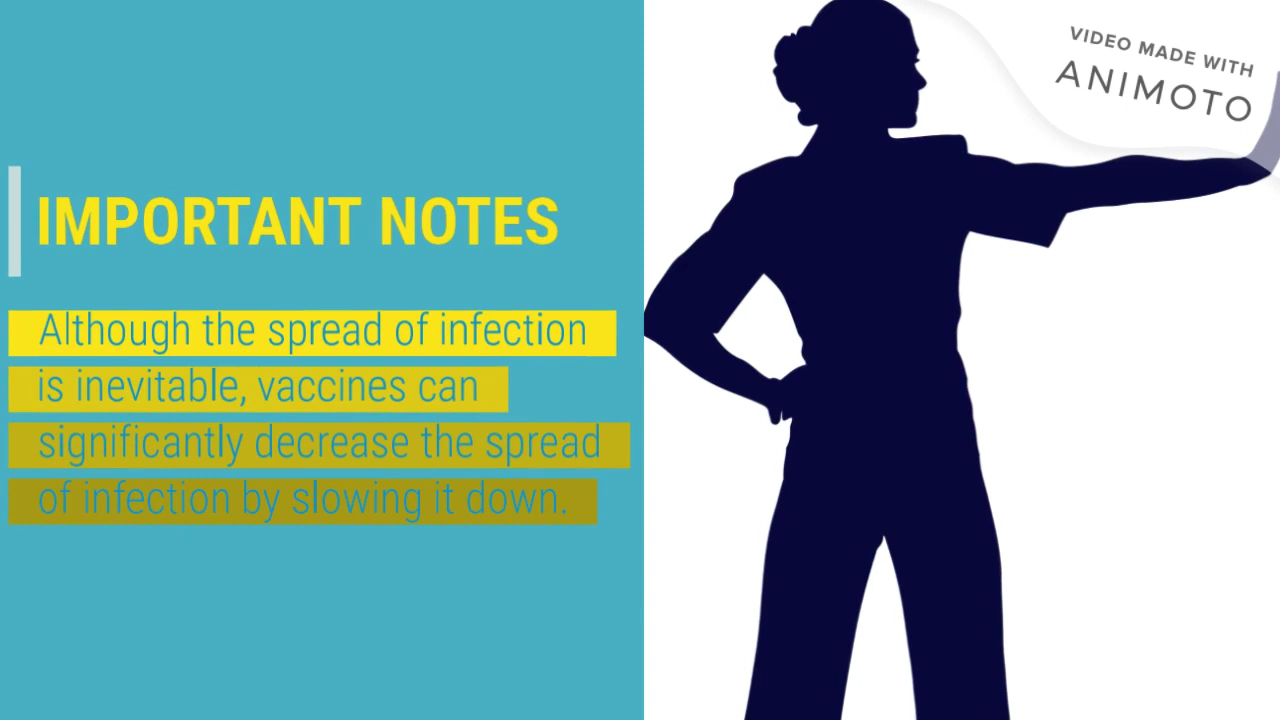 IMPORTANT NOTES
Although the spread of infection
is inevitable, vaccines can
significantly decrease the spread
of infection by slowing it down.
VIDEO MADE WITH
ANIMOTO